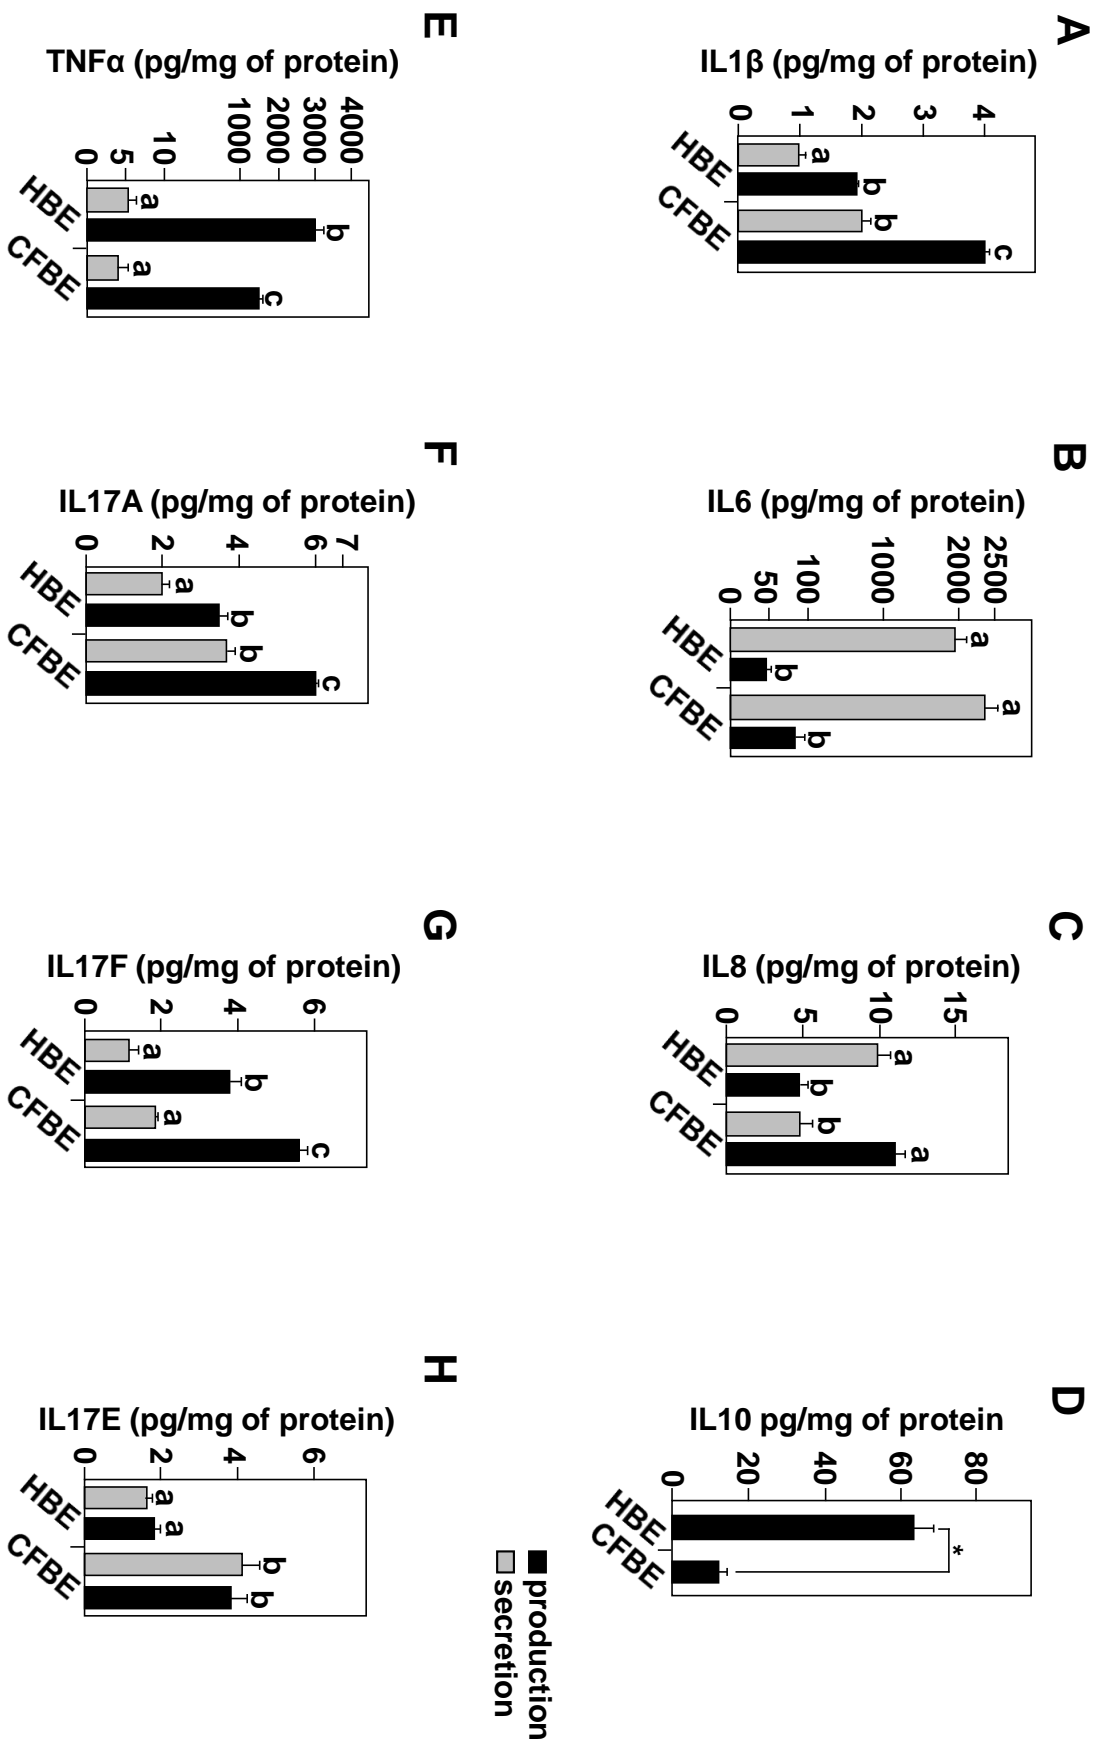 A
IL1β (pg/mg of protein)
4
3
2
1
0
a
b
b
c
HBE
CFBE
B
IL6 (pg/mg of protein)
2500
2000
1000
100
50
0
a
b
a
b
HBE
CFBE
C
IL8 (pg/mg of protein)
15
10
5
0
a
b
b
a
HBE
CFBE
D
IL10 pg/mg of protein
80
60
40
20
0
*
HBE
CFBE
production
secretion
E
TNFα (pg/mg of protein)
4000
3000
2000
1000
10
5
0
a
b
a
c
HBE
CFBE
F
IL17A (pg/mg of protein)
7
6
4
2
0
a
b
b
c
HBE
CFBE
G
IL17F (pg/mg of protein)
6
4
2
0
a
b
a
c
HBE
CFBE
H
IL17E (pg/mg of protein)
6
4
2
0
a
a
b
b
HBE
CFBE